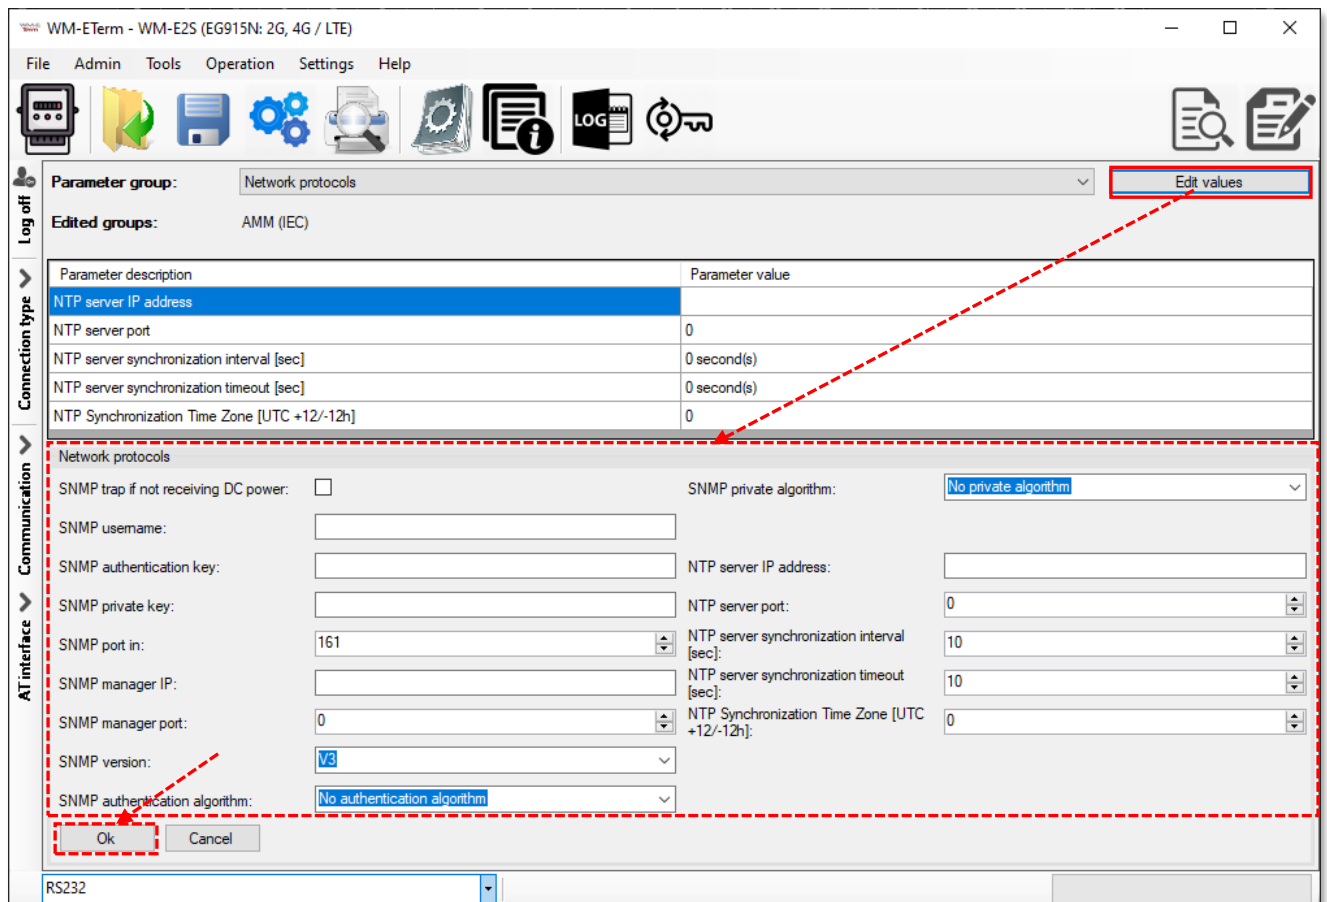 WM-ETerm - WM-E2S (EG915N: 2G, 4G / LTE)
File Admin Tools Operation Settings Help
LOG
Log off
Connection type
Communication
AT interface
Parameter group: Network protocols Edit values
Edited groups: AMM (IEC)
Parameter description Parameter value
NTP server IP address
NTP server port 0
NTP server synchronization interval [sec] 0 second(s)
NTP server synchronization timeout [sec] 0 second(s)
NTP Synchronization Time Zone [UTC +12/-12h] 0
Network protocols
SNMP trap if not receiving DC power:
SNMP username:
SNMP authentication key:
SNMP private key:
SNMP port in: 161
SNMP manager IP:
SNMP manager port: 0
SNMP version: V3
SNMP authentication algorithm: No authentication algorithm
SNMP private algorithm: No private algorithm
NTP server IP address:
NTP server port: 0
NTP server synchronization interval
[sec]: 10
NTP server synchronization timeout
[sec]: 10
NTP Synchronization Time Zone [UTC
+12/-12h]: 0
Ok Cancel
RS232